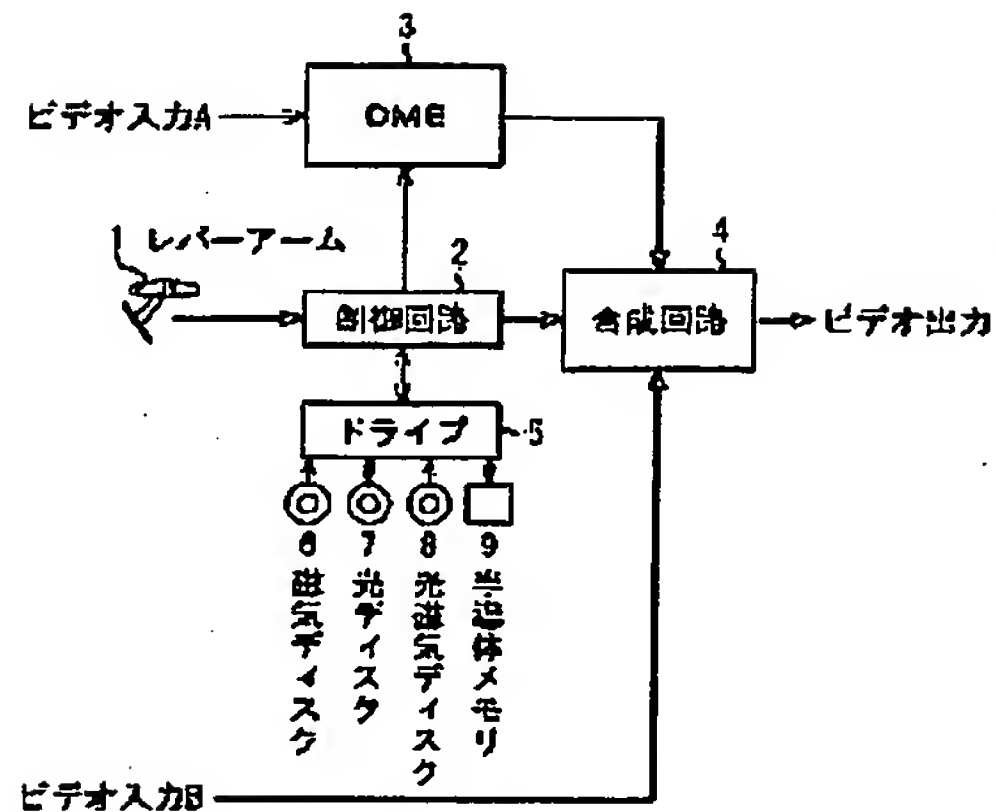 3
ビデオ入力A
DME
1 レバーアーム
2
4
制御回路
合成回路
ビデオ出力
ドライブ
5
6 磁気ディスク
7 光ディスク
8 光磁気ディスク
9 半導体メモリ
ビデオ入力B